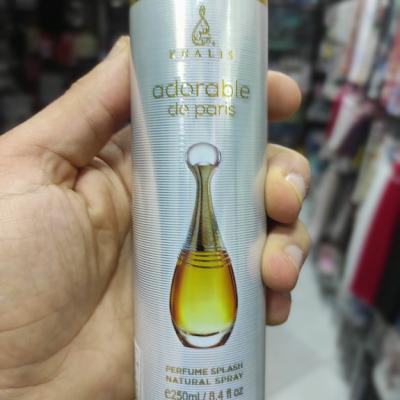 KHALIS
adorable
de paris
PERFUME SPLASH
NATURAL SPRAY
e250ml / 8.4 fl oz